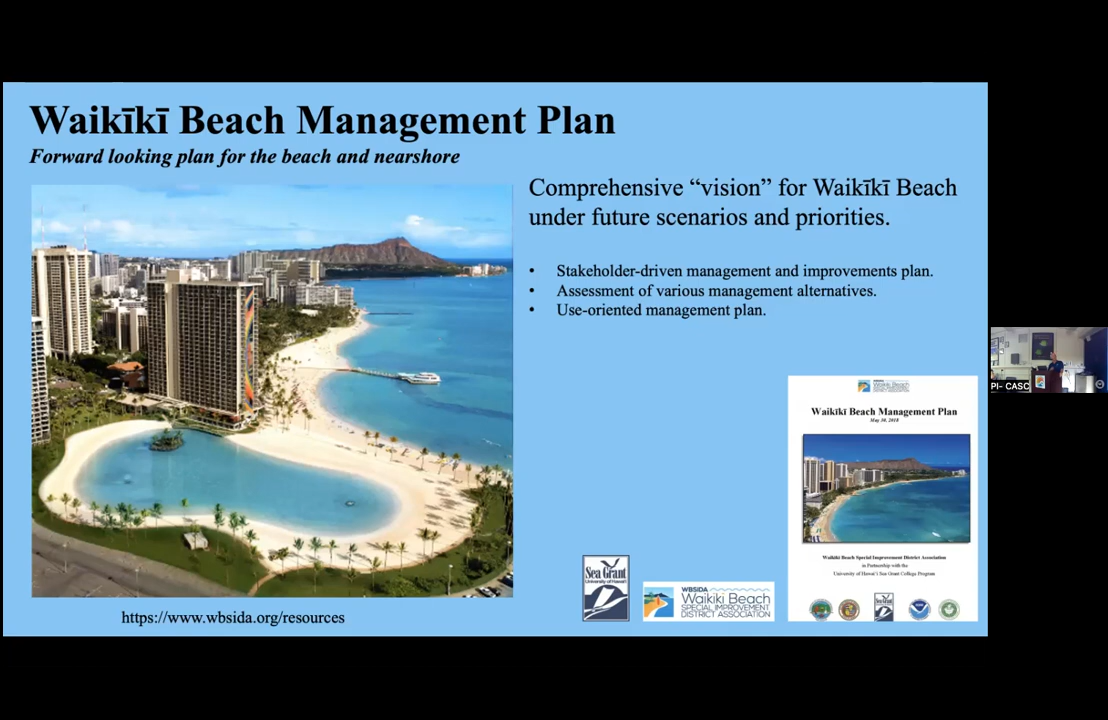 Waikīkī Beach Management Plan
Forward looking plan for the beach and nearshore
Comprehensive “vision” for Waikīkī Beach
under future scenarios and priorities.
• Stakeholder-driven management and improvements plan.
• Assessment of various management alternatives.
• Use-oriented management plan.
PI- CASC
Waikīkī Beach Management Plan
May 30, 2018
Waikīkī Beach Special Improvement District Association
in Partnership with the
University of Hawai‘i Sea Grant College Program
Sea Grant
University of Hawai‘i
WBSIDA
Waikīkī Beach
SPECIAL IMPROVEMENT
DISTRICT ASSOCIATION
https://www.wbsida.org/resources